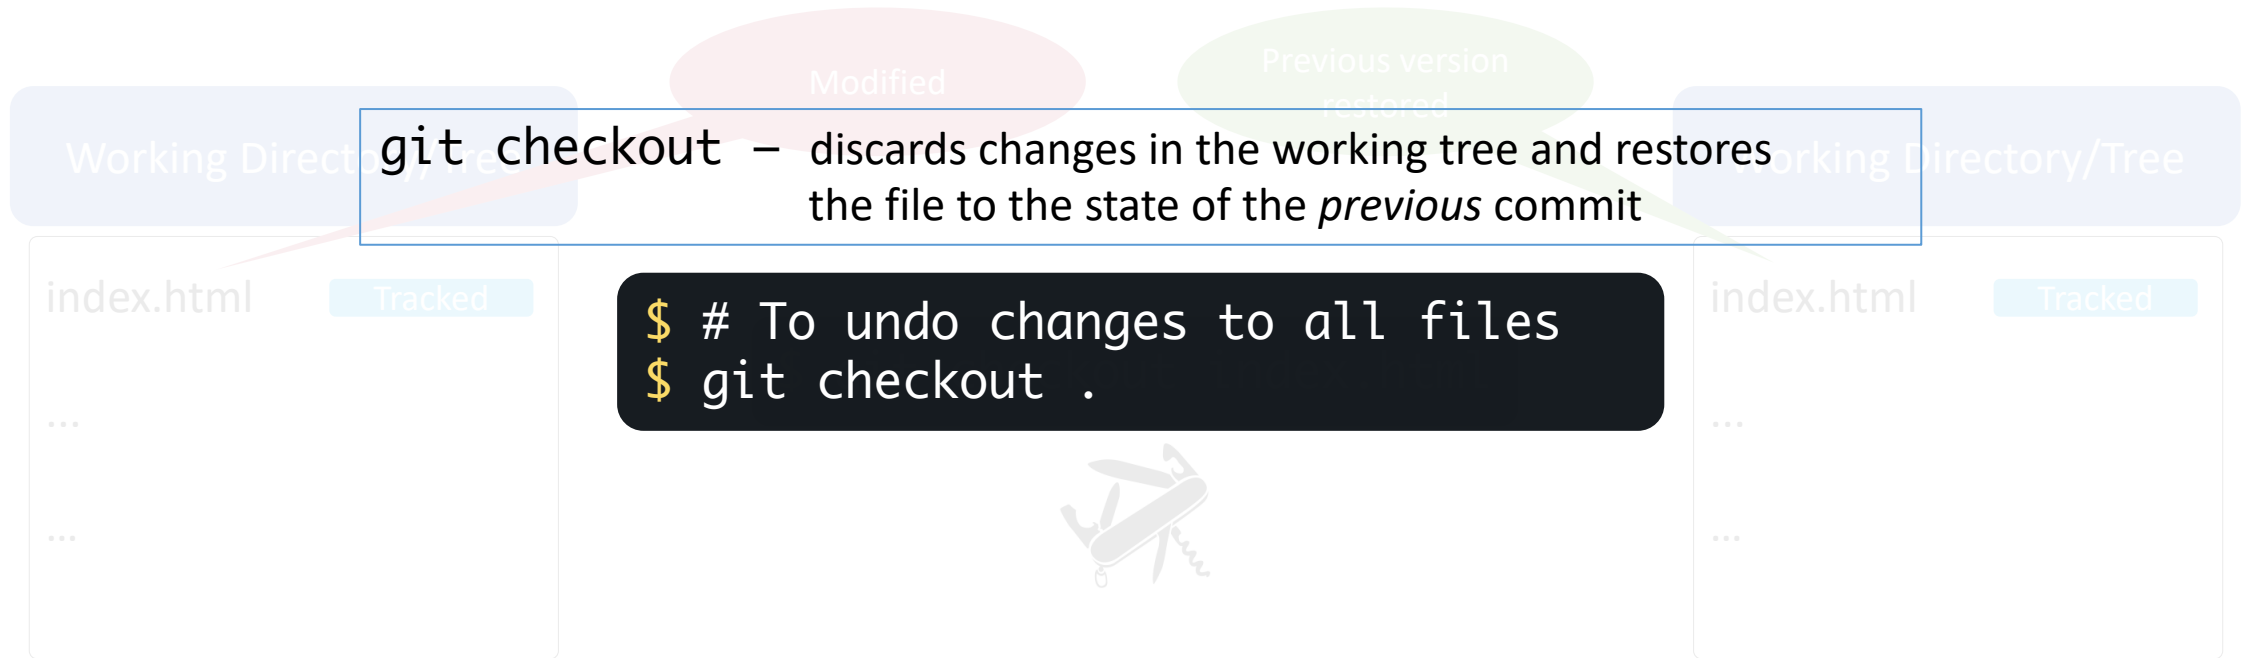 Modified
Previous version
restored
Working Directory/Tree
Working Directory/Tree
git checkout – discards changes in the working tree and restores
the file to the state of the previous commit
index.html Tracked
index.html Tracked
$ # To undo changes to all files
$ git checkout .
...
...
...
...